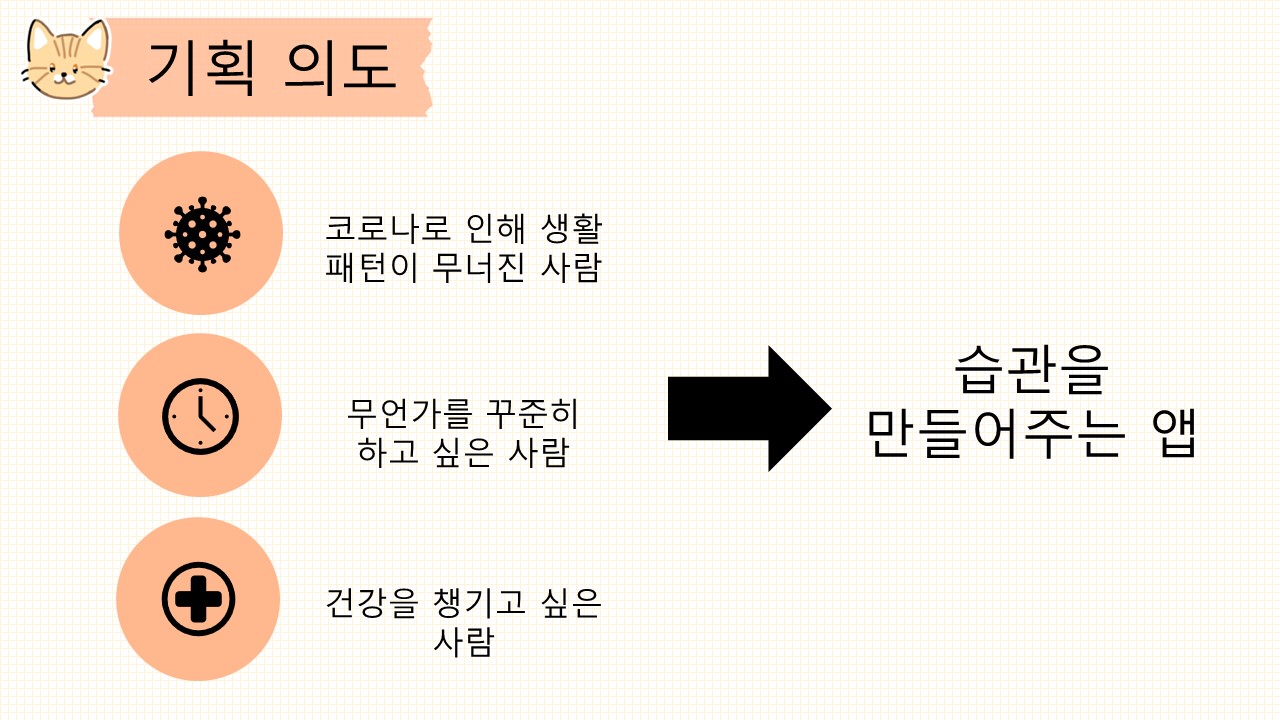 기획 의도
코로나로 인해 생활
패턴이 무너진 사람
무언가를 꾸준히
하고 싶은 사람
건강을 챙기고 싶은
사람
습관을
만들어주는 앱